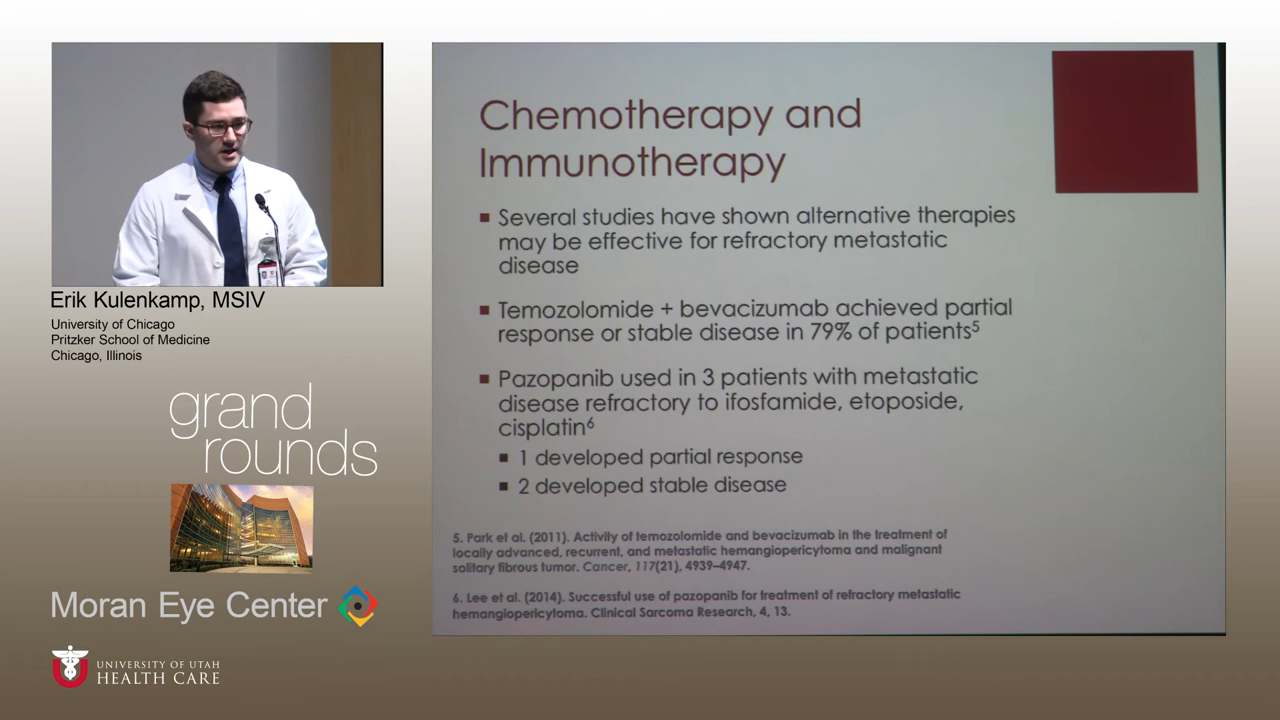 Erik Kulenkamp, MSIV
University of Chicago
Pritzker School of Medicine
Chicago, Illinois
grand
rounds
Moran Eye Center
UNIVERSITY OF UTAH
HEALTH CARE
Chemotherapy and
Immunotherapy
▪ Several studies have shown alternative therapies
may be effective for refractory metastatic
disease
▪ Temozolomide + bevacizumab achieved partial
response or stable disease in 79% of patients⁵
▪ Pazopanib used in 3 patients with metastatic
disease refractory to ifosfamide, etoposide,
cisplatin⁶
▪ 1 developed partial response
▪ 2 developed stable disease
5. Park et al. (2011). Activity of temozolomide and bevacizumab in the treatment of
locally advanced, recurrent, and metastatic hemangiopericytoma and malignant
solitary fibrous tumor. Cancer, 117(21), 4939–4947.
6. Lee et al. (2014). Successful use of pazopanib for treatment of refractory metastatic
hemangiopericytoma. Clinical Sarcoma Research, 4, 13.